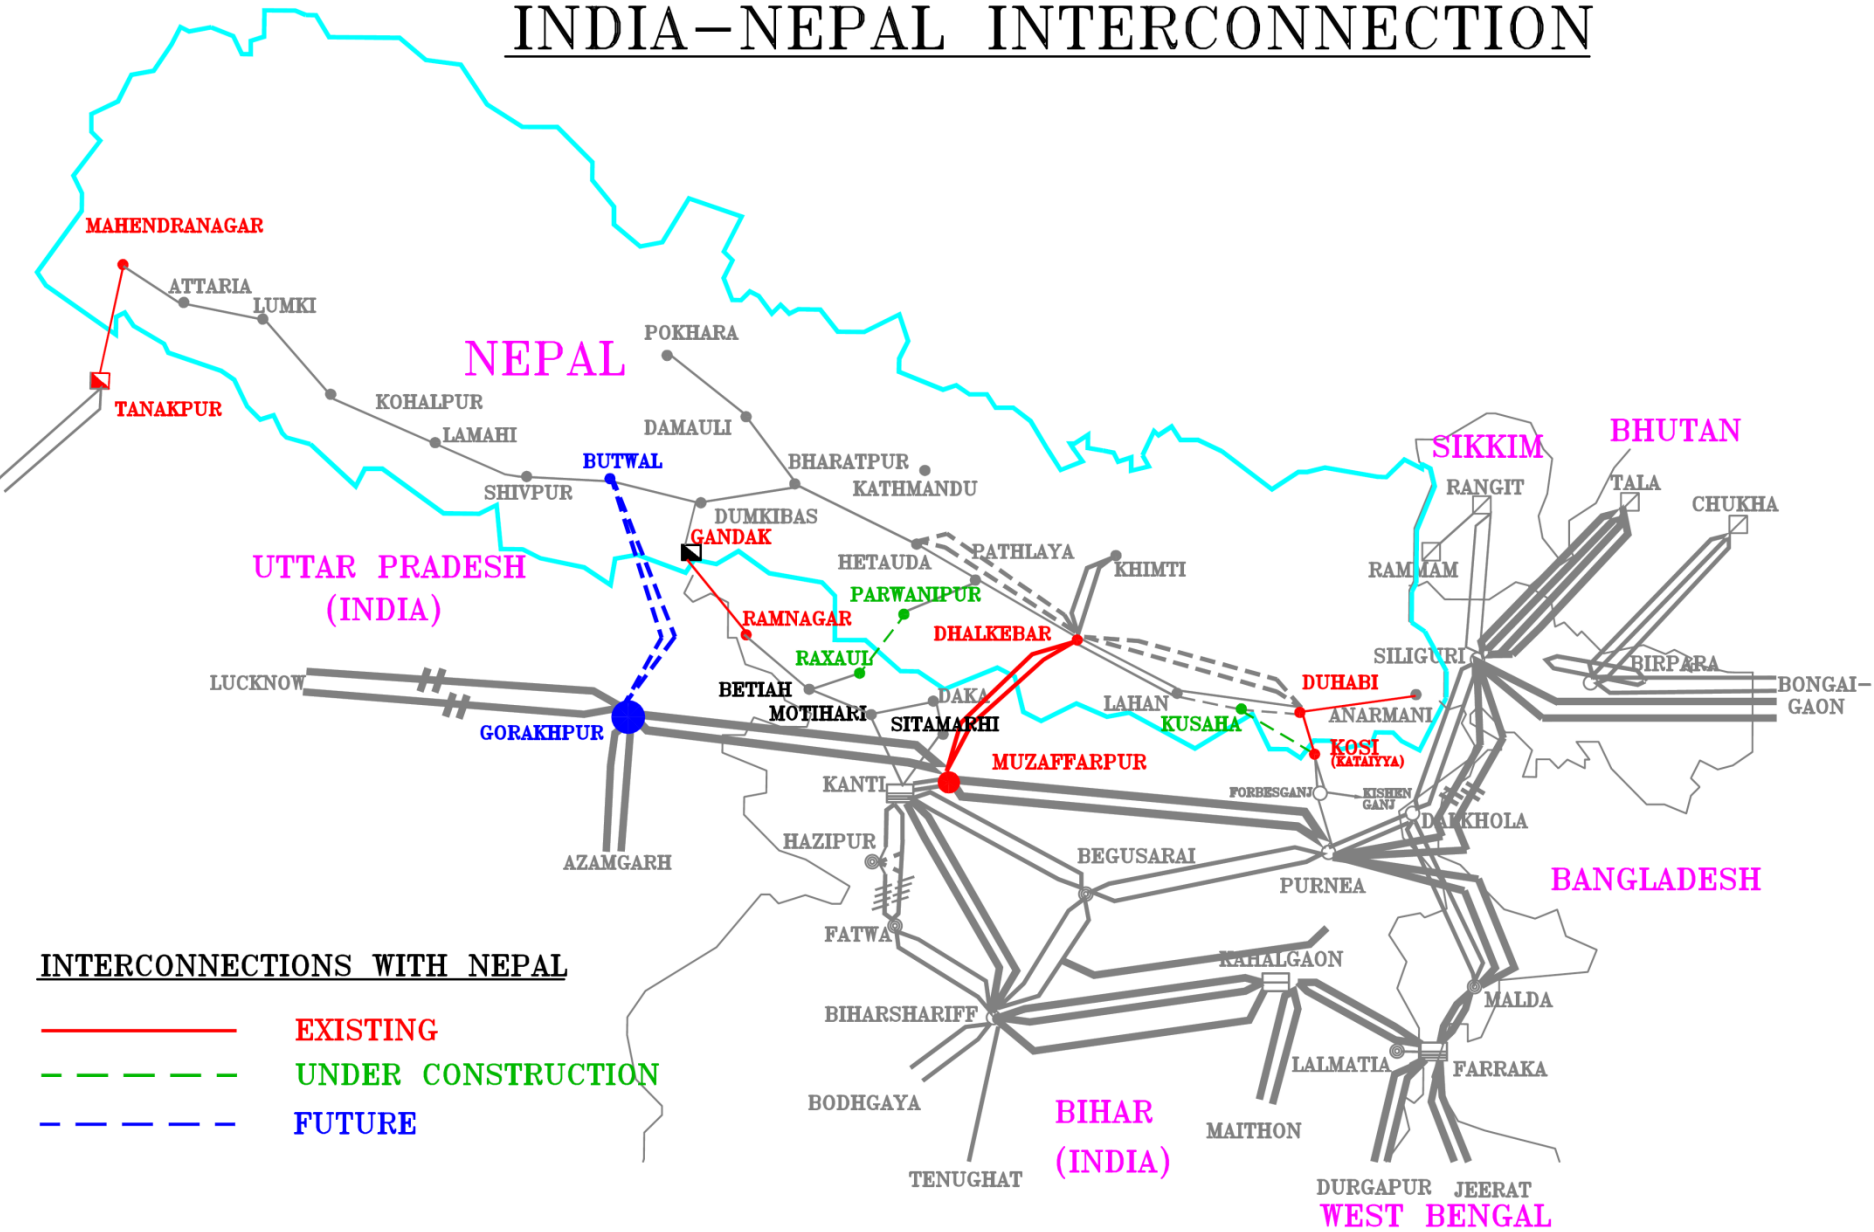 INDIA-NEPAL INTERCONNECTION
MAHENDRANAGAR
ATTARIA
LUMKI
POKHARA
NEPAL
TANAKPUR
KOHALPUR
LAMAHI
DAMAULI
SIKKIM
BHUTAN
BUTWAL
BHARATPUR
KATHMANDU
SHIVPUR
DUMKIBAS
RANGIT
TALA
CHUKHA
GANDAK
HETAUDA
PATHLAYA
KHIMTI
RAMMAM
UTTAR PRADESH
(INDIA)
PARWANIPUR
RAMNAGAR
DHALKEBAR
RAXAUL
SILIGURI
BIRPARA
LUCKNOW
BETIAH
DAKA
LAHAN
DUHABI
BONGAI-
GAON
MOTIHARI
SITAMARHI
KUSAHA
ANARMANI
GORAKHPUR
MUZAFFARPUR
KOSI
(KATAIYYA)
KANTI
FORBESGANJ
KISHEN
GANJ
DALKHOLA
HAZIPUR
AZAMGARH
BEGUSARAI
PURNEA
BANGLADESH
FATWA
KAHALGAON
INTERCONNECTIONS WITH NEPAL
MALDA
BIHARSHARIFF
EXISTING
LALMATIA
FARRAKA
UNDER CONSTRUCTION
BODHGAYA
FUTURE
BIHAR
(INDIA)
MAITHON
TENUGHAT
DURGAPUR
JEERAT
WEST BENGAL